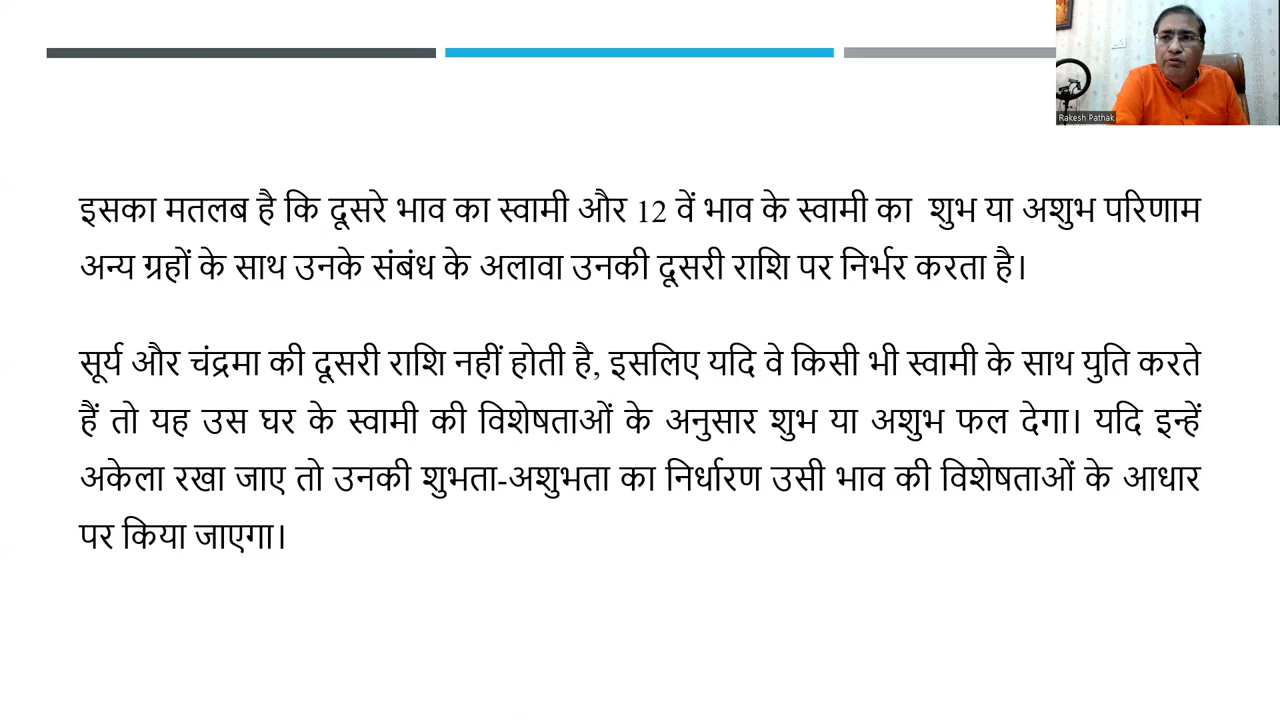 Rakesh Pathak
इसका मतलब है कि दूसरे भाव का स्वामी और 12 वें भाव के स्वामी का शुभ या अशुभ परिणाम
अन्य ग्रहों के साथ उनके संबंध के अलावा उनकी दूसरी राशि पर निर्भर करता है।
सूर्य और चंद्रमा की दूसरी राशि नहीं होती है, इसलिए यदि वे किसी भी स्वामी के साथ युति करते
हैं तो यह उस घर के स्वामी की विशेषताओं के अनुसार शुभ या अशुभ फल देगा। यदि इन्हें
अकेला रखा जाए तो उनकी शुभता-अशुभता का निर्धारण उसी भाव की विशेषताओं के आधार
पर किया जाएगा।